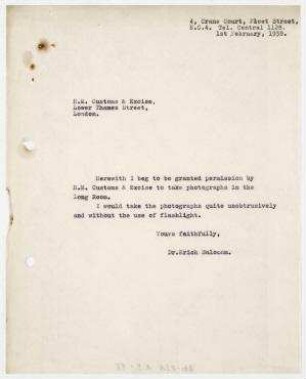 4, Crane Court, Fleet Street,
E.C.4. Tel. Central 1128.
1st February, 1935.
H.M. Customs & Excise,
Lower Thames Street,
London.
Herewith I beg to be granted permission by
H.M. Customs & Excise to take photographs in the
Long Room.
I would take the photographs quite unobtrusively
and without the use of flashlight.
Yours faithfully,
Dr.Erich Salomon.